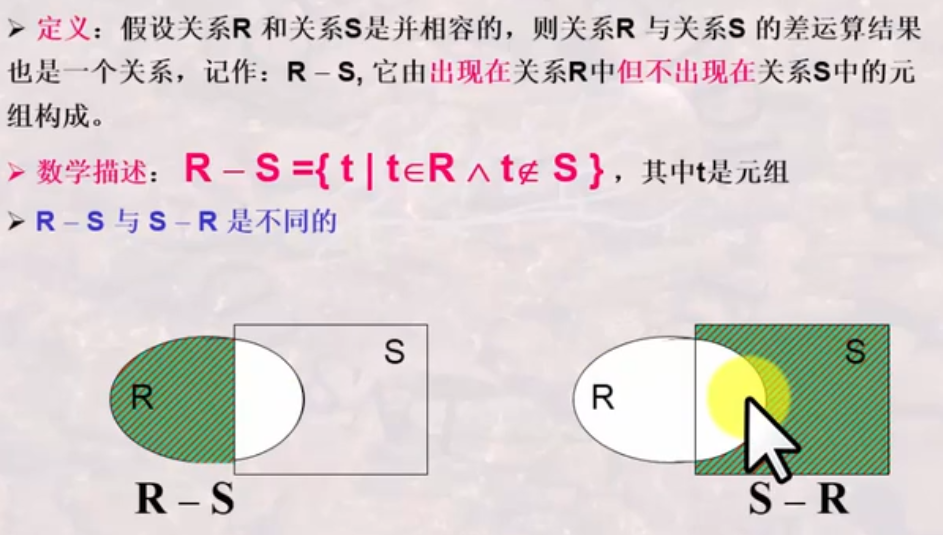 ➢ 定义：假设关系R 和关系S是并相容的，则关系R 与关系S 的差运算结果
也是一个关系，记作：R – S, 它由出现在关系R中但不出现在关系S中的元
组构成。
➢ 数学描述： R – S ={ t | t∈R ∧ t∉ S } ，其中t是元组
➢ R – S 与 S – R 是不同的
R S
R S
R – S
S – R